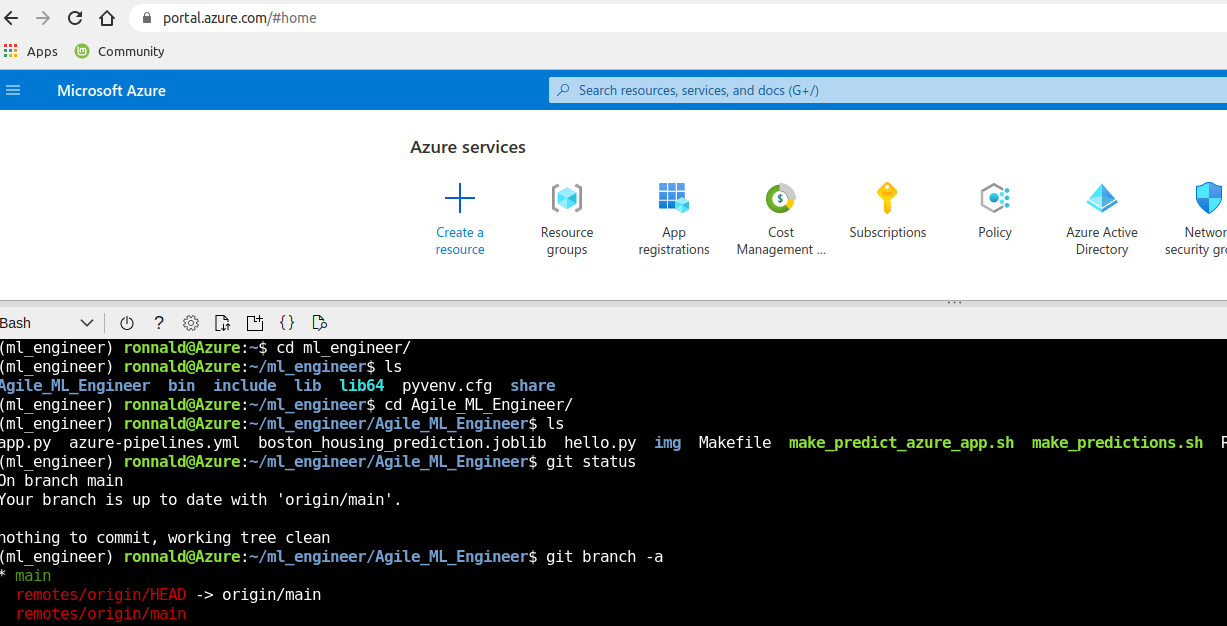 portal.azure.com/#home
Apps Community
Microsoft Azure Search resources, services, and docs (G+/)
Azure services
Create a resource
Resource groups
App registrations
Cost Management ...
Subscriptions
Policy
Azure Active Directory
Networ
security gro
Bash ? {}
(ml_engineer) ronnald@Azure:~$ cd ml_engineer/
(ml_engineer) ronnald@Azure:~/ml_engineer$ ls
Agile_ML_Engineer bin include lib lib64 pyvenv.cfg share
(ml_engineer) ronnald@Azure:~/ml_engineer$ cd Agile_ML_Engineer/
(ml_engineer) ronnald@Azure:~/ml_engineer/Agile_ML_Engineer$ ls
app.py azure-pipelines.yml boston_housing_prediction.joblib hello.py img Makefile make_predict_azure_app.sh make_predictions.sh R
(ml_engineer) ronnald@Azure:~/ml_engineer/Agile_ML_Engineer$ git status
On branch main
Your branch is up to date with 'origin/main'.
nothing to commit, working tree clean
(ml_engineer) ronnald@Azure:~/ml_engineer/Agile_ML_Engineer$ git branch -a
* main
remotes/origin/HEAD -> origin/main
remotes/origin/main